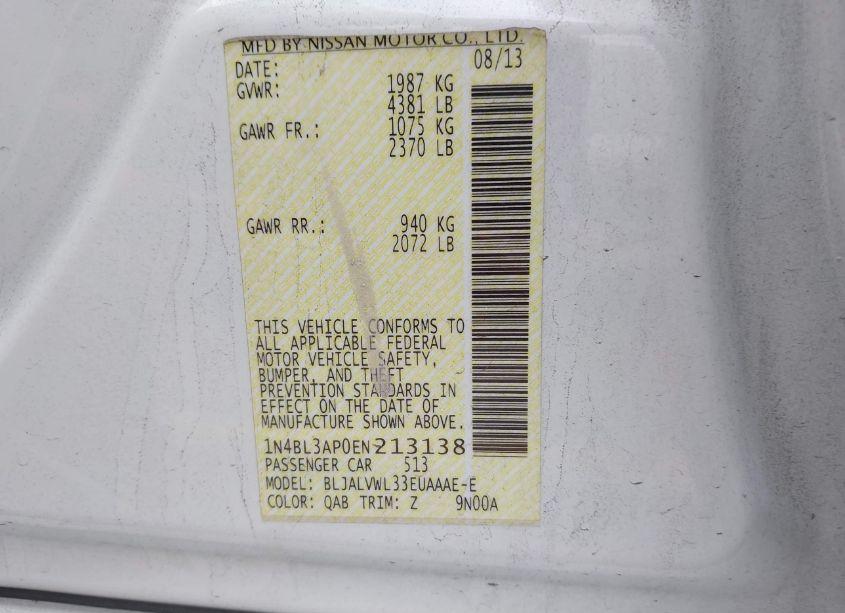 MFD BY NISSAN MOTOR CO., LTD.
DATE: 08/13
GVWR: 1987 KG
4381 LB
GAWR FR.: 1075 KG
2370 LB
GAWR RR.: 940 KG
2072 LB
THIS VEHICLE CONFORMS TO
ALL APPLICABLE FEDERAL
MOTOR VEHICLE SAFETY,
BUMPER, AND THEFT
PREVENTION STANDARDS IN
EFFECT ON THE DATE OF
MANUFACTURE SHOWN ABOVE.
1N4BL3AP0EN213138
PASSENGER CAR 513
MODEL: BLJALVWL33EUAAAE-E
COLOR: QAB TRIM: Z 9N00A